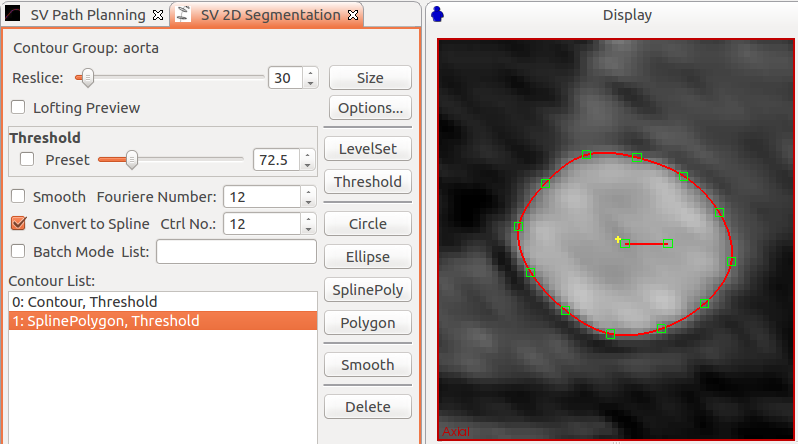 SV Path Planning
SV 2D Segmentation
Display
Contour Group: aorta
Reslice: 30 Size
Lofting Preview Options...
Threshold
Preset 72.5
LevelSet
Threshold
Smooth Fouriere Number: 12
Convert to Spline Ctrl No.: 12
Circle
Batch Mode List:
Ellipse
Contour List:
0: Contour, Threshold
1: SplinePolygon, Threshold
SplinePoly
Polygon
Smooth
Delete
Axial